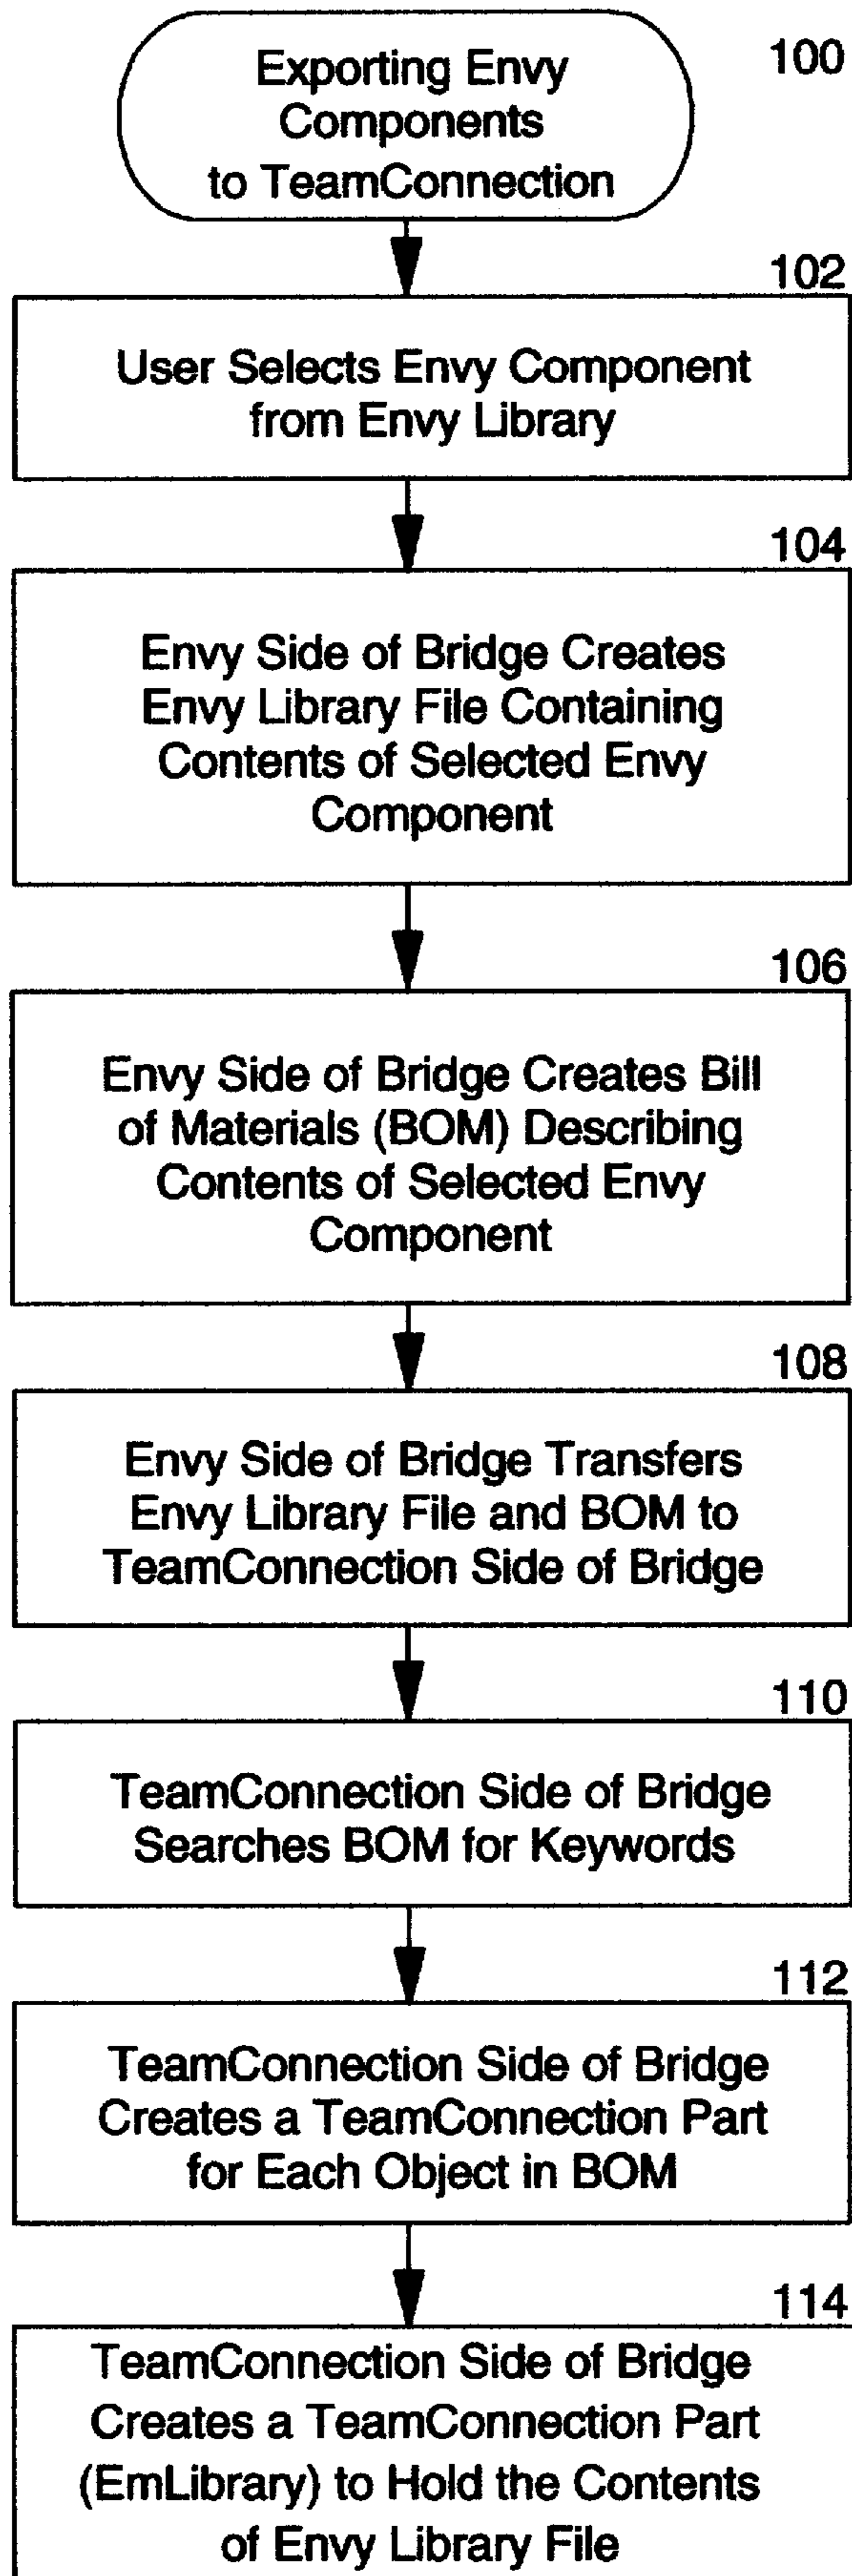 100
Exporting Envy
Components
to TeamConnection
102
User Selects Envy Component
from Envy Library
104
Envy Side of Bridge Creates
Envy Library File Containing
Contents of Selected Envy
Component
106
Envy Side of Bridge Creates Bill
of Materials (BOM) Describing
Contents of Selected Envy
Component
108
Envy Side of Bridge Transfers
Envy Library File and BOM to
TeamConnection Side of Bridge
110
TeamConnection Side of Bridge
Searches BOM for Keywords
112
TeamConnection Side of Bridge
Creates a TeamConnection Part
for Each Object in BOM
114
TeamConnection Side of Bridge
Creates a TeamConnection Part
(EmLibrary) to Hold the Contents
of Envy Library File